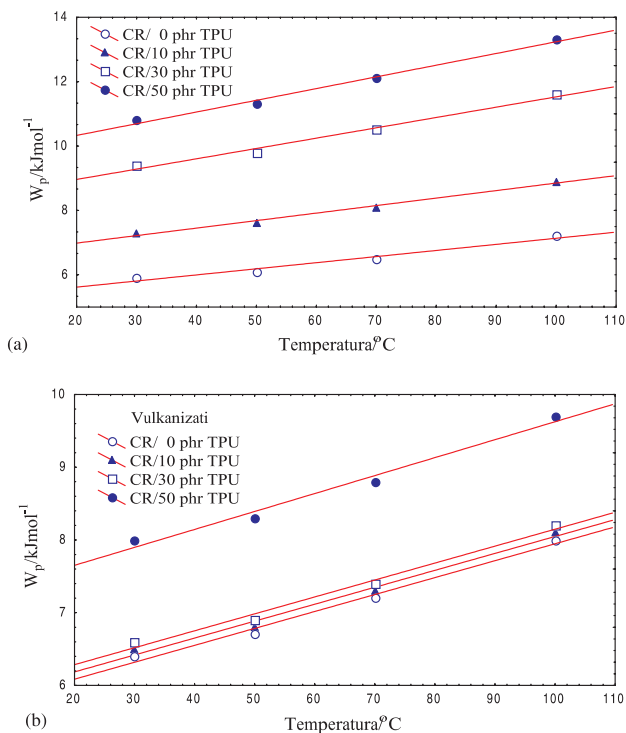 14
12
10
8
6
W_p/kJmol⁻¹
CR/ 0 phr TPU
CR/10 phr TPU
CR/30 phr TPU
CR/50 phr TPU
20 30 40 50 60 70 80 90 100 110
Temperatura/ºC
(a)
10
9
8
7
6
W_p/kJmol⁻¹
Vulkanizati
CR/ 0 phr TPU
CR/10 phr TPU
CR/30 phr TPU
CR/50 phr TPU
20 30 40 50 60 70 80 90 100 110
Temperatura/ºC
(b)